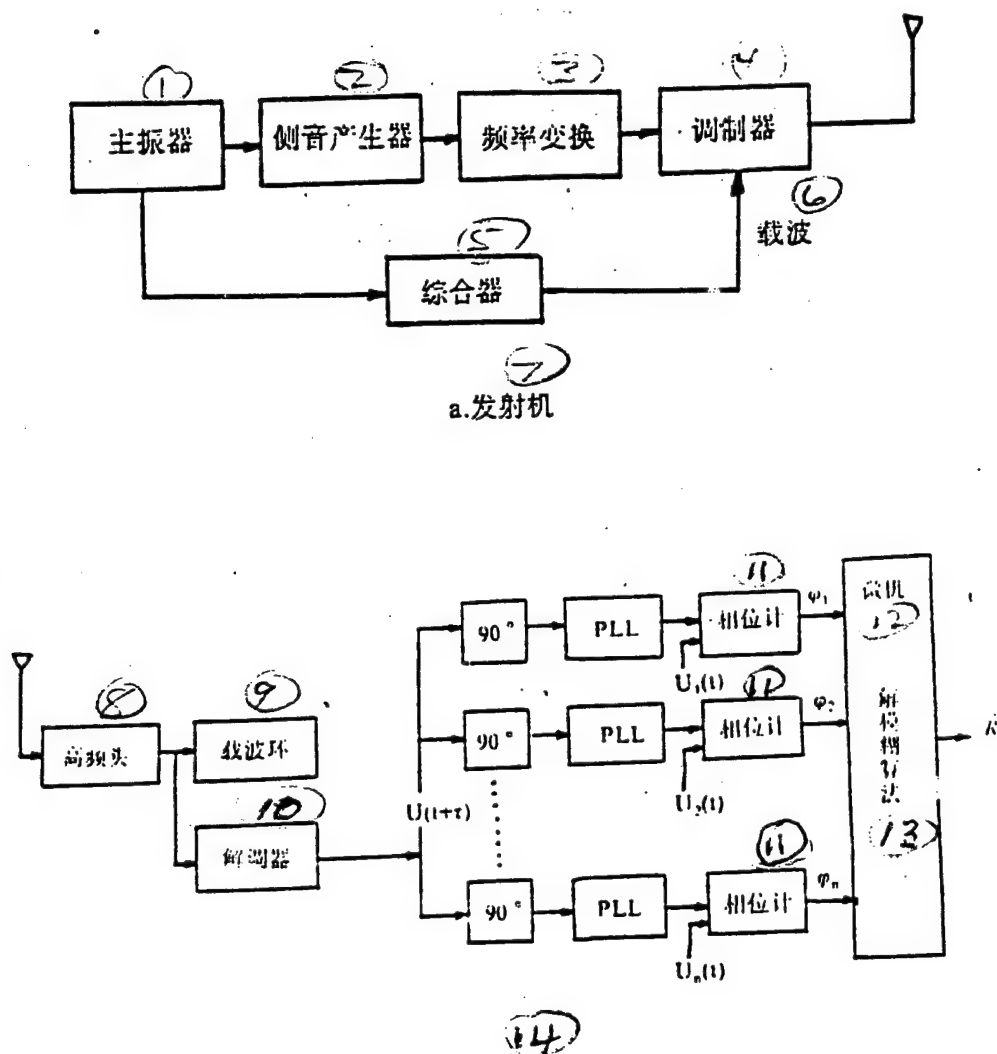 ① ② ③ ④
主振器 侧音产生器 频率变换 调制器
⑥
载波
⑤
综合器
⑦
a.发射机
⑪
90° PLL 相位计 φ₁
U₁(t)
微机
⑫
⑧ ⑨ ⑪
高频头 载波环
90° PLL 相位计 φ₂
U₂(t)
解模糊算法
⑬
R
⑩
解调器
U(t+τ)
⑪
90° PLL 相位计 φₙ
Uₙ(t)
⑭